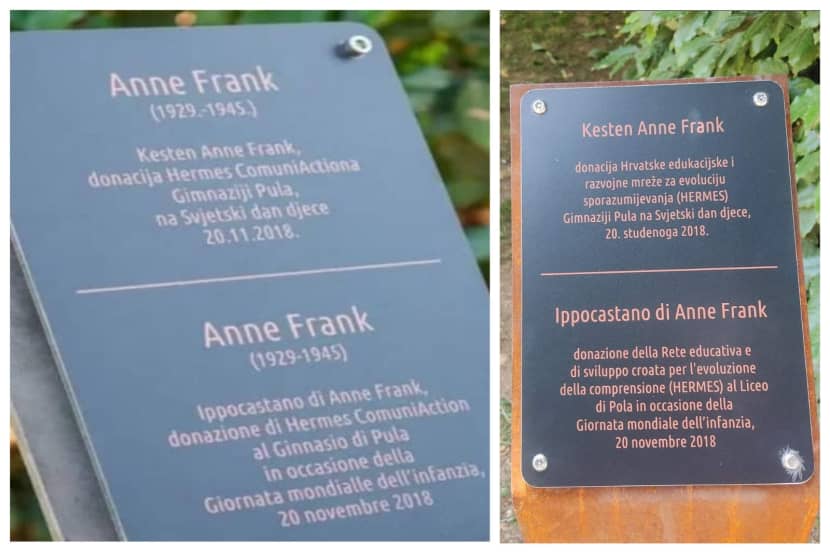 Anne Frank
(1929.-1945.)
Kesten Anne Frank,
donacija Hermes ComuniActiona
Gimnaziji Pula,
na Svjetski dan djece
20.11.2018.
Anne Frank
(1929-1945)
Ippocastano di Anne Frank,
donazione di Hermes ComuniAction
al Ginnasio di Pula
in occasione della
Giornata mondialle dell'infanzia,
20 novembre 2018
Kesten Anne Frank
donacija Hrvatske edukacijske i
razvojne mreže za evoluciju
sporazumijevanja (HERMES)
Gimnaziji Pula na Svjetski dan djece,
20. studenoga 2018.
Ippocastano di Anne Frank
donazione della Rete educativa e
di sviluppo croata per l'evoluzione
della comprensione (HERMES) al Liceo
di Pola in occasione della
Giornata mondiale dell'infanzia,
20 novembre 2018